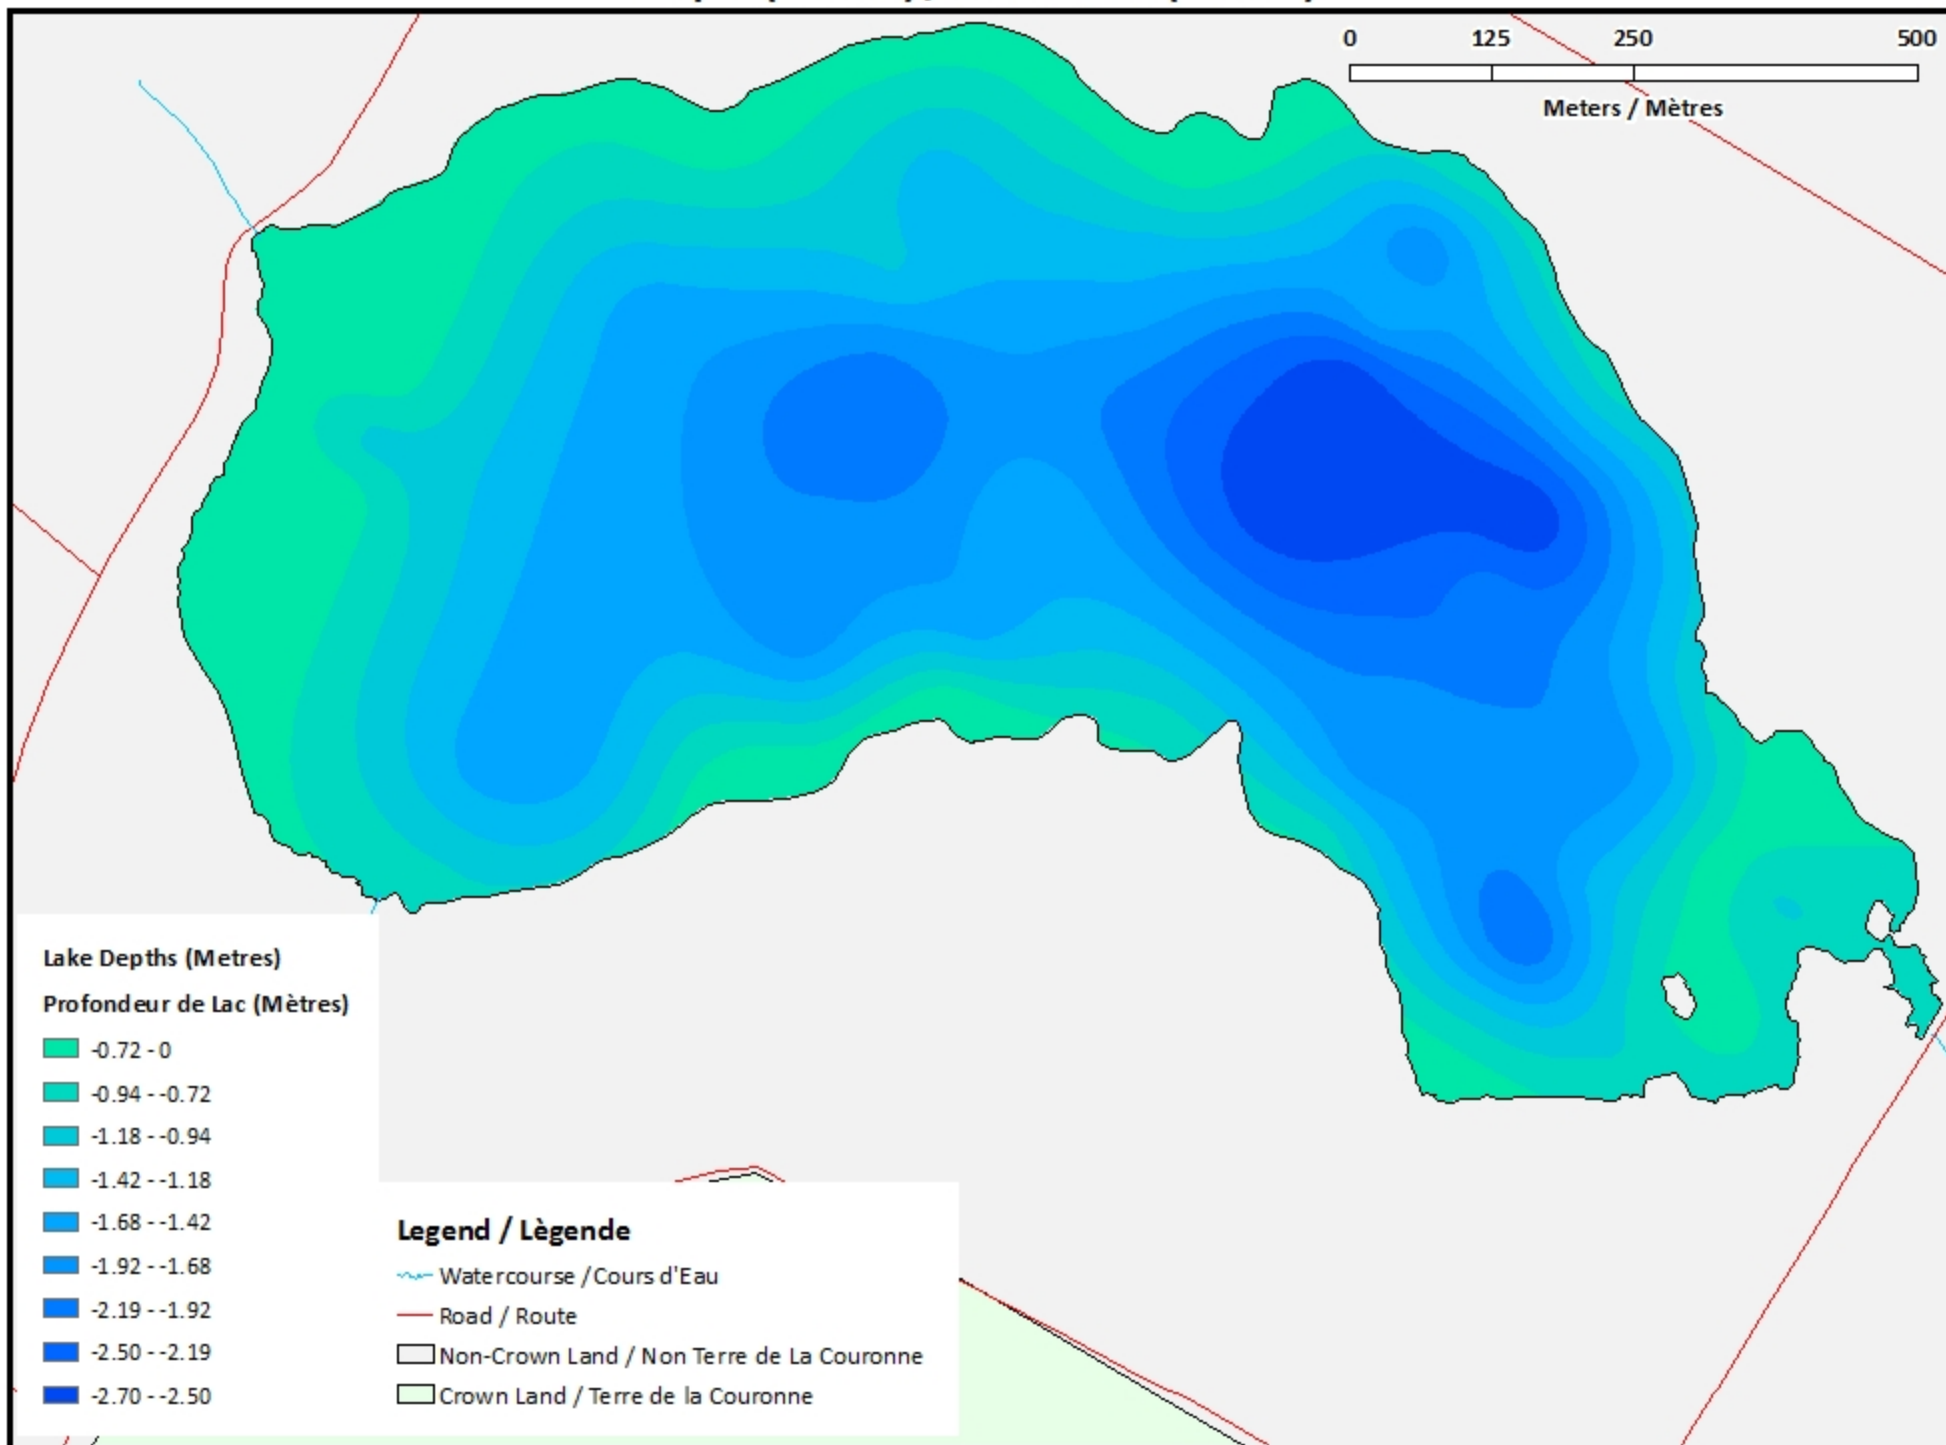 0 125 250 500
Meters / Mètres
Lake Depths (Metres)
Profondeur de Lac (Mètres)
-0.72 - 0
-0.94 - -0.72
-1.18 - -0.94
-1.42 - -1.18
-1.68 - -1.42
-1.92 - -1.68
-2.19 - -1.92
-2.50 - -2.19
-2.70 - -2.50
Legend / Lègende
Watercourse / Cours d'Eau
Road / Route
Non-Crown Land / Non Terre de La Couronne
Crown Land / Terre de la Couronne